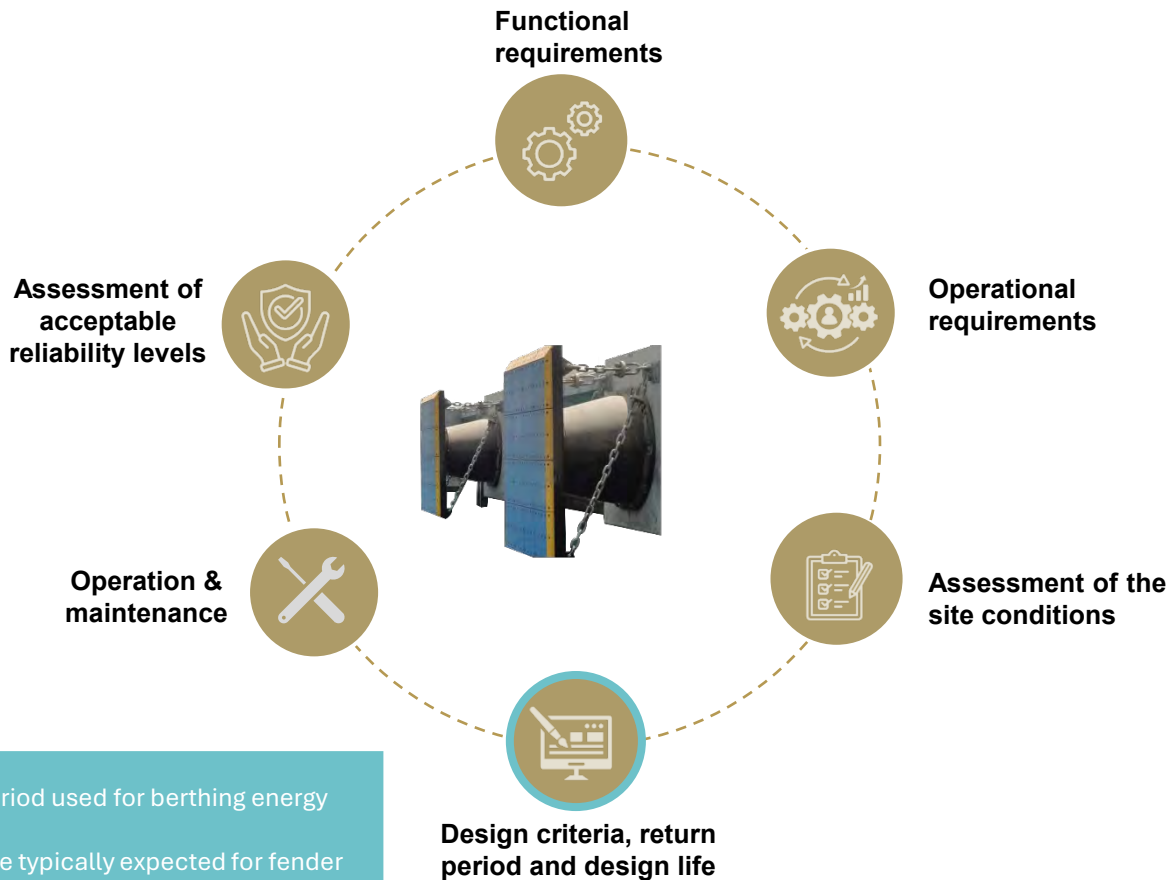 Functional
requirements
Operational
requirements
Assessment of the
site conditions
Design criteria, return
period and design life
Operation &
maintenance
Assessment of
acceptable
reliability levels
used for berthing energy
typically expected for fender